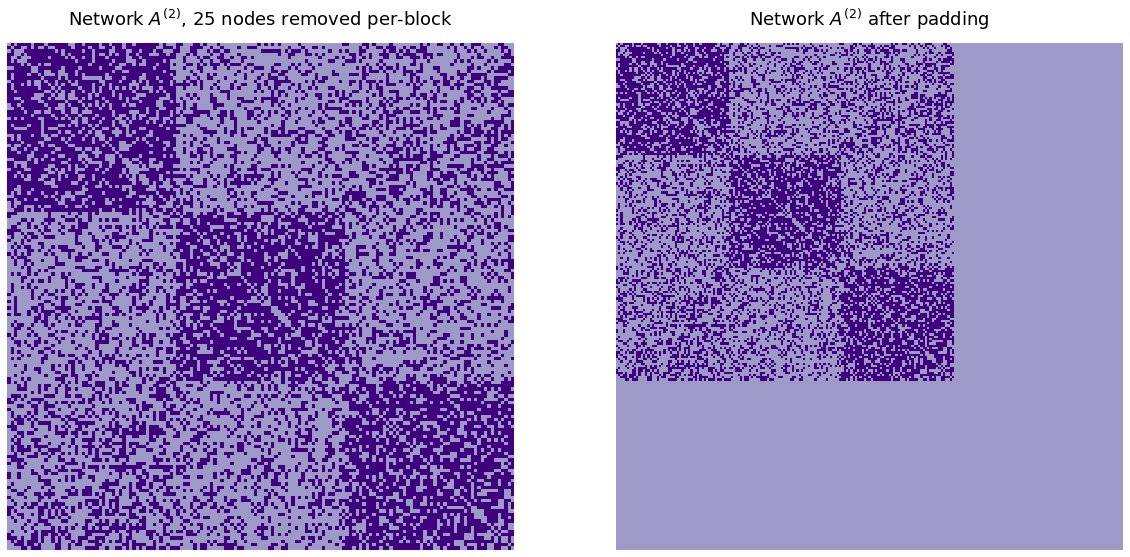 Network A^(2), 25 nodes removed per-block
Network A^(2) after padding